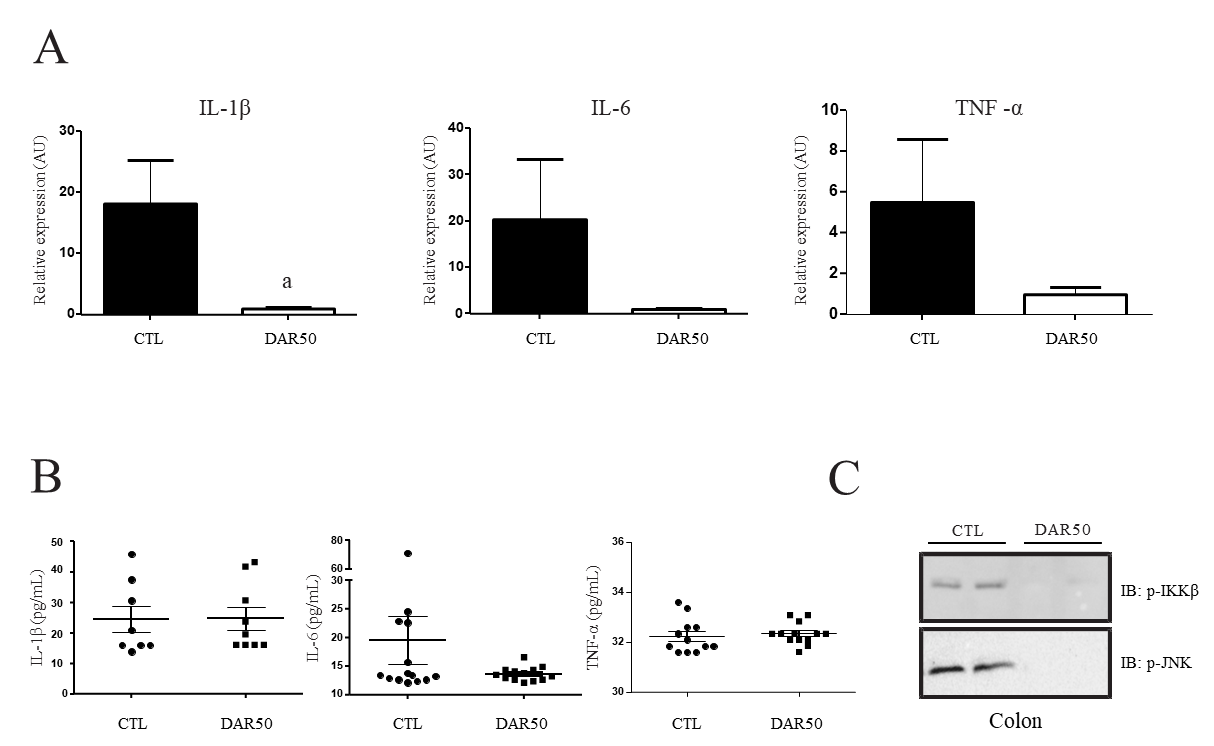 A
IL-1β
IL-6
TNF -α
Relative expression (AU)
30
20
10
0
a
CTL
DAR50
Relative expression (AU)
40
30
20
10
0
CTL
DAR50
Relative expression (AU)
10
8
6
4
2
0
CTL
DAR50
B
IL-1β (pg/mL)
50
40
30
20
10
0
CTL
DAR50
IL-6 (pg/mL)
80
60
30
20
15
10
CTL
DAR50
TNF-α (pg/mL)
36
34
32
30
CTL
DAR50
C
CTL
DAR50
IB: p-IKKβ
IB: p-JNK
Colon